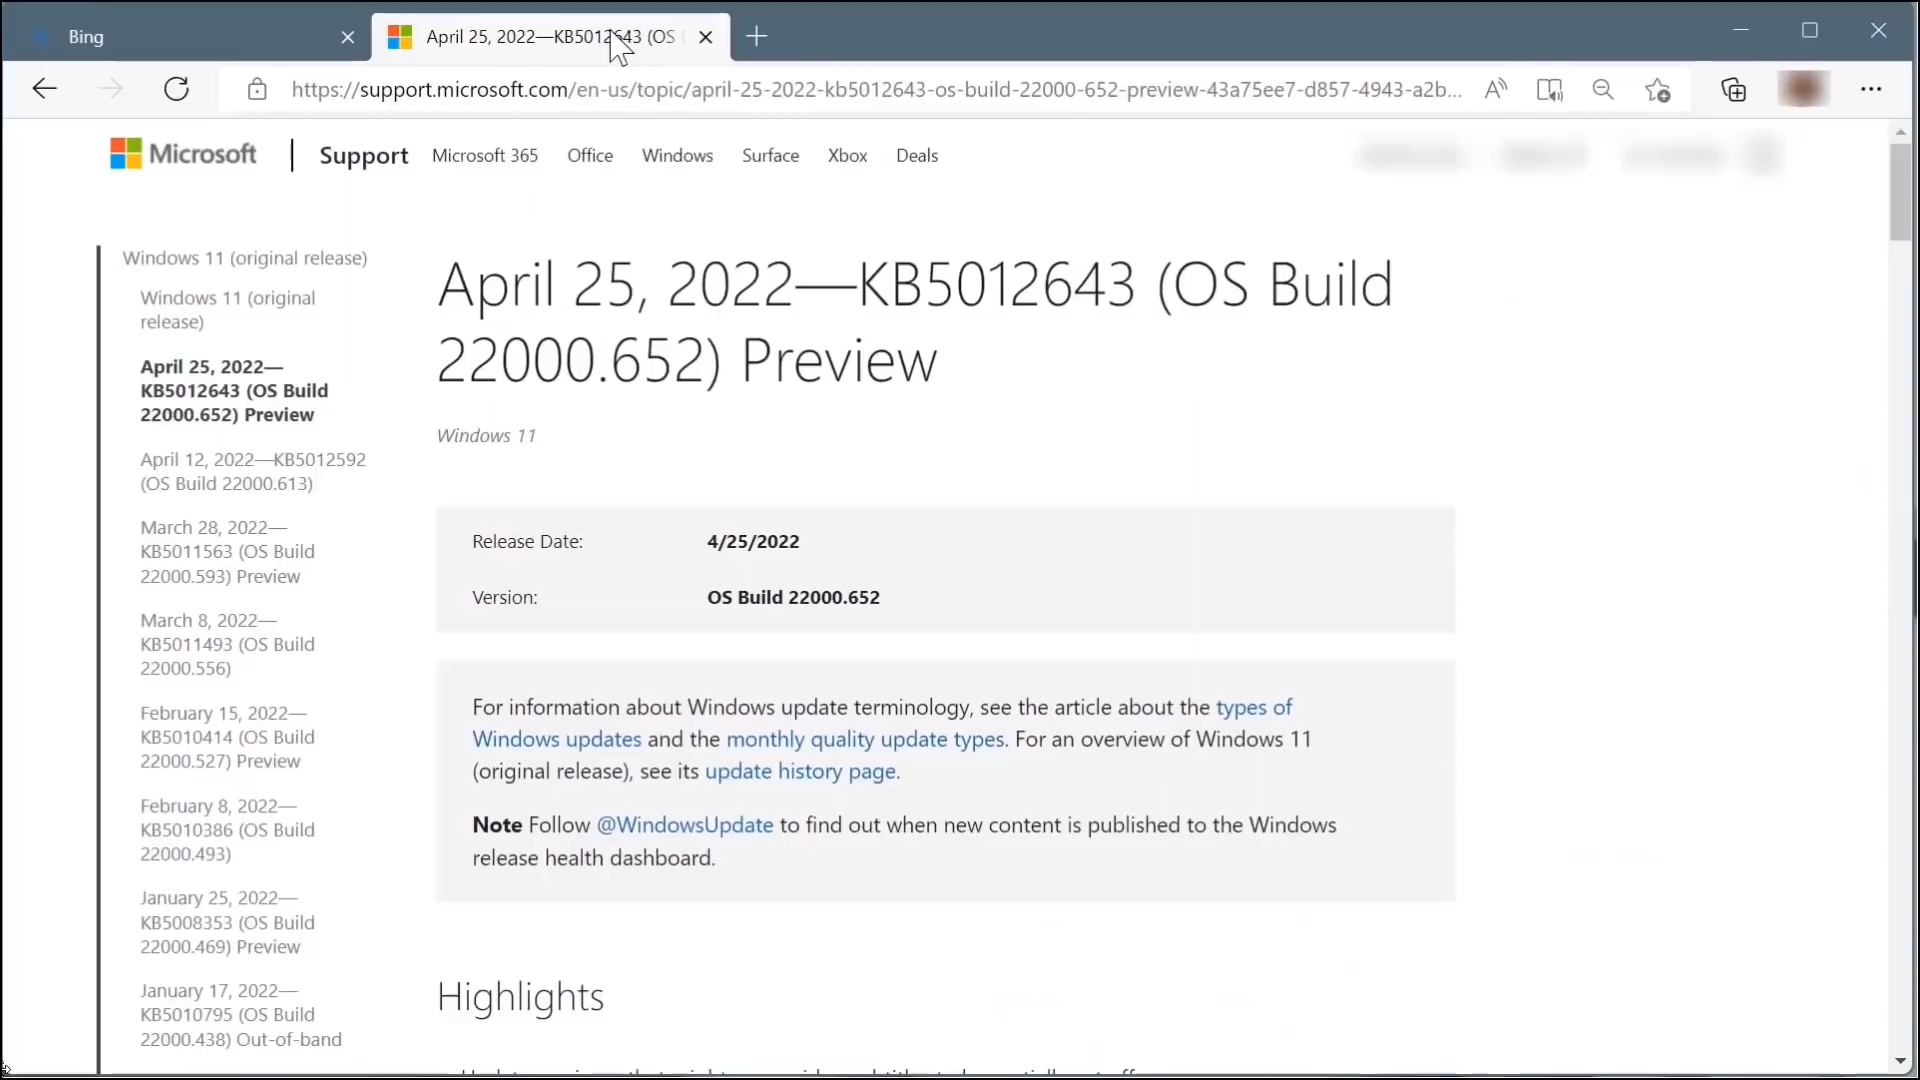 Bing
April 25, 2022—KB5012643 (OS
https://support.microsoft.com/en-us/topic/april-25-2022-kb5012643-os-build-22000-652-preview-43a75ee7-d857-4943-a2b...
Microsoft
Support
Microsoft 365
Office
Windows
Surface
Xbox
Deals
Windows 11 (original release)
Windows 11 (original
release)
April 25, 2022—
KB5012643 (OS Build
22000.652) Preview
April 12, 2022—KB5012592
(OS Build 22000.613)
March 28, 2022—
KB5011563 (OS Build
22000.593) Preview
March 8, 2022—
KB5011493 (OS Build
22000.556)
February 15, 2022—
KB5010414 (OS Build
22000.527) Preview
February 8, 2022—
KB5010386 (OS Build
22000.493)
January 25, 2022—
KB5008353 (OS Build
22000.469) Preview
January 17, 2022—
KB5010795 (OS Build
22000.438) Out-of-band
April 25, 2022—KB5012643 (OS Build
22000.652) Preview
Windows 11
Release Date: 4/25/2022
Version: OS Build 22000.652
For information about Windows update terminology, see the article about the types of
Windows updates and the monthly quality update types. For an overview of Windows 11
(original release), see its update history page.
Note Follow @WindowsUpdate to find out when new content is published to the Windows
release health dashboard.
Highlights